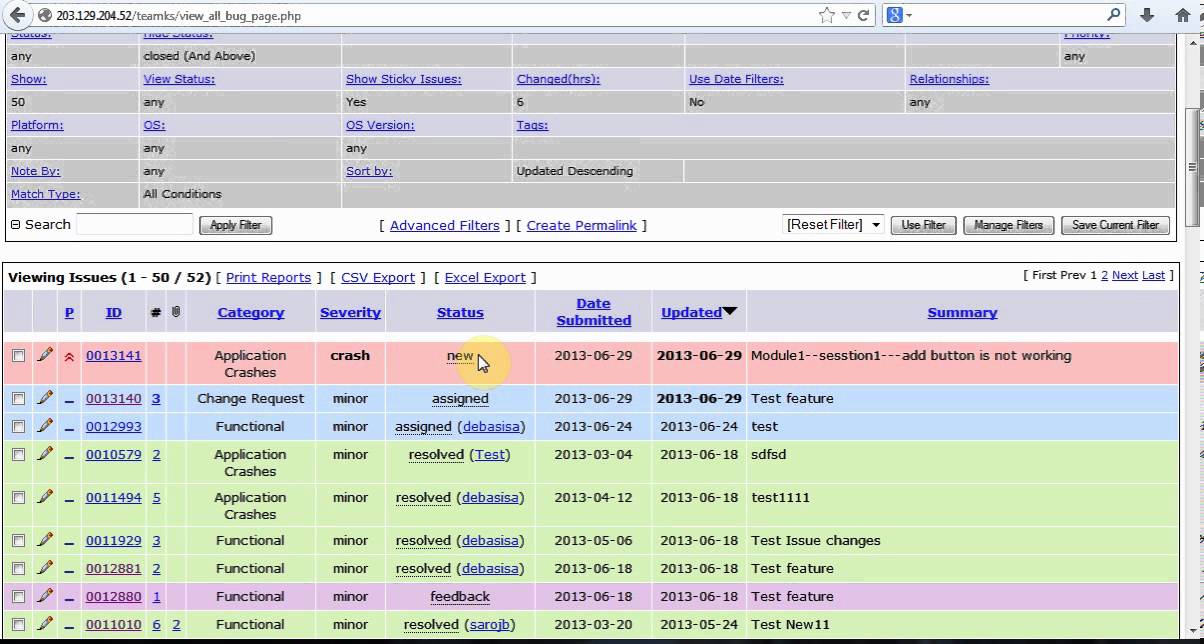 203.129.204.52/teamks/view_all_bug_page.php 8
Status: Hide Status: Priority:
any closed (And Above) any
Show: View Status: Show Sticky Issues: Changed(hrs): Use Date Filters: Relationships:
50 any Yes 6 No any
Platform: OS: OS Version: Tags:
any any any
Note By: any Sort by: Updated Descending
Match Type: All Conditions
Search Apply Filter [ Advanced Filters ] [ Create Permalink ] [Reset Filter] Use Filter Manage Filters Save Current Filter
Viewing Issues (1 - 50 / 52) [ Print Reports ] [ CSV Export ] [ Excel Export ] [ First Prev 1 2 Next Last ]
P ID # Category Severity Status Date Submitted Updated Summary
0013141 Application Crashes crash new 2013-06-29 2013-06-29 Module1--sesstion1---add button is not working
0013140 3 Change Request minor assigned 2013-06-29 2013-06-29 Test feature
0012993 Functional minor assigned (debasisa) 2013-06-24 2013-06-24 test
0010579 2 Application Crashes minor resolved (Test) 2013-03-04 2013-06-18 sdfsd
0011494 5 Application Crashes minor resolved (debasisa) 2013-04-12 2013-06-18 test1111
0011929 3 Functional minor resolved (debasisa) 2013-05-06 2013-06-18 Test Issue changes
0012881 2 Functional minor resolved (debasisa) 2013-06-18 2013-06-18 Test feature
0012880 1 Functional minor feedback 2013-06-18 2013-06-18 Test feature
0011010 6 2 Functional minor resolved (sarojb) 2013-03-20 2013-05-24 Test New11